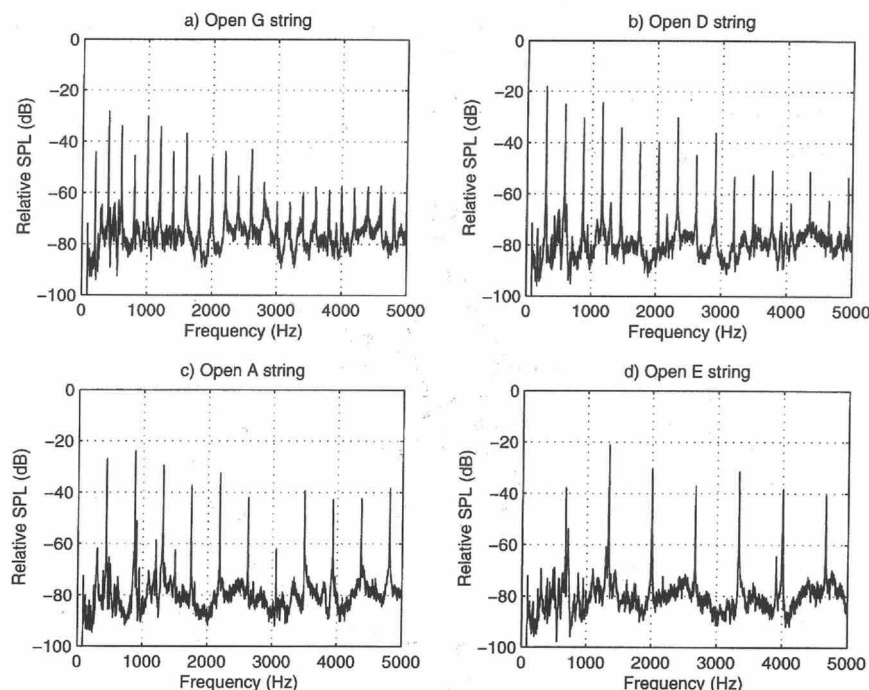 a) Open G string
Relative SPL (dB)
0
−20
−40
−60
−80
−100
0 1000 2000 3000 4000 5000
Frequency (Hz)
b) Open D string
Relative SPL (dB)
0
−20
−40
−60
−80
−100
0 1000 2000 3000 4000 5000
Frequency (Hz)
c) Open A string
Relative SPL (dB)
0
−20
−40
−60
−80
−100
0 1000 2000 3000 4000 5000
Frequency (Hz)
d) Open E string
Relative SPL (dB)
0
−20
−40
−60
−80
−100
0 1000 2000 3000 4000 5000
Frequency (Hz)